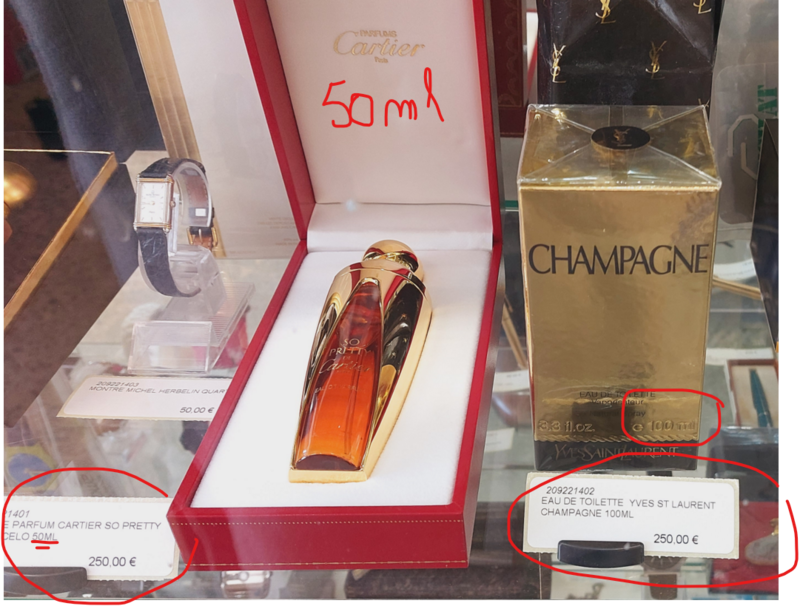 PARFUMS
Cartier
50ml
CHAMPAGNE
SO
PRETTY
Cartier
209221403
MONTRE MICHEL HERBELIN QUAR
50,00 €
EAU DE TOILETTE
3.3 fl.oz. e 100 ml
YVES SAINT LAURENT
21401
E PARFUM CARTIER SO PRETTY
CELO 50ML
250,00 €
209221402
EAU DE TOILETTE YVES ST LAURENT
CHAMPAGNE 100ML
250,00 €